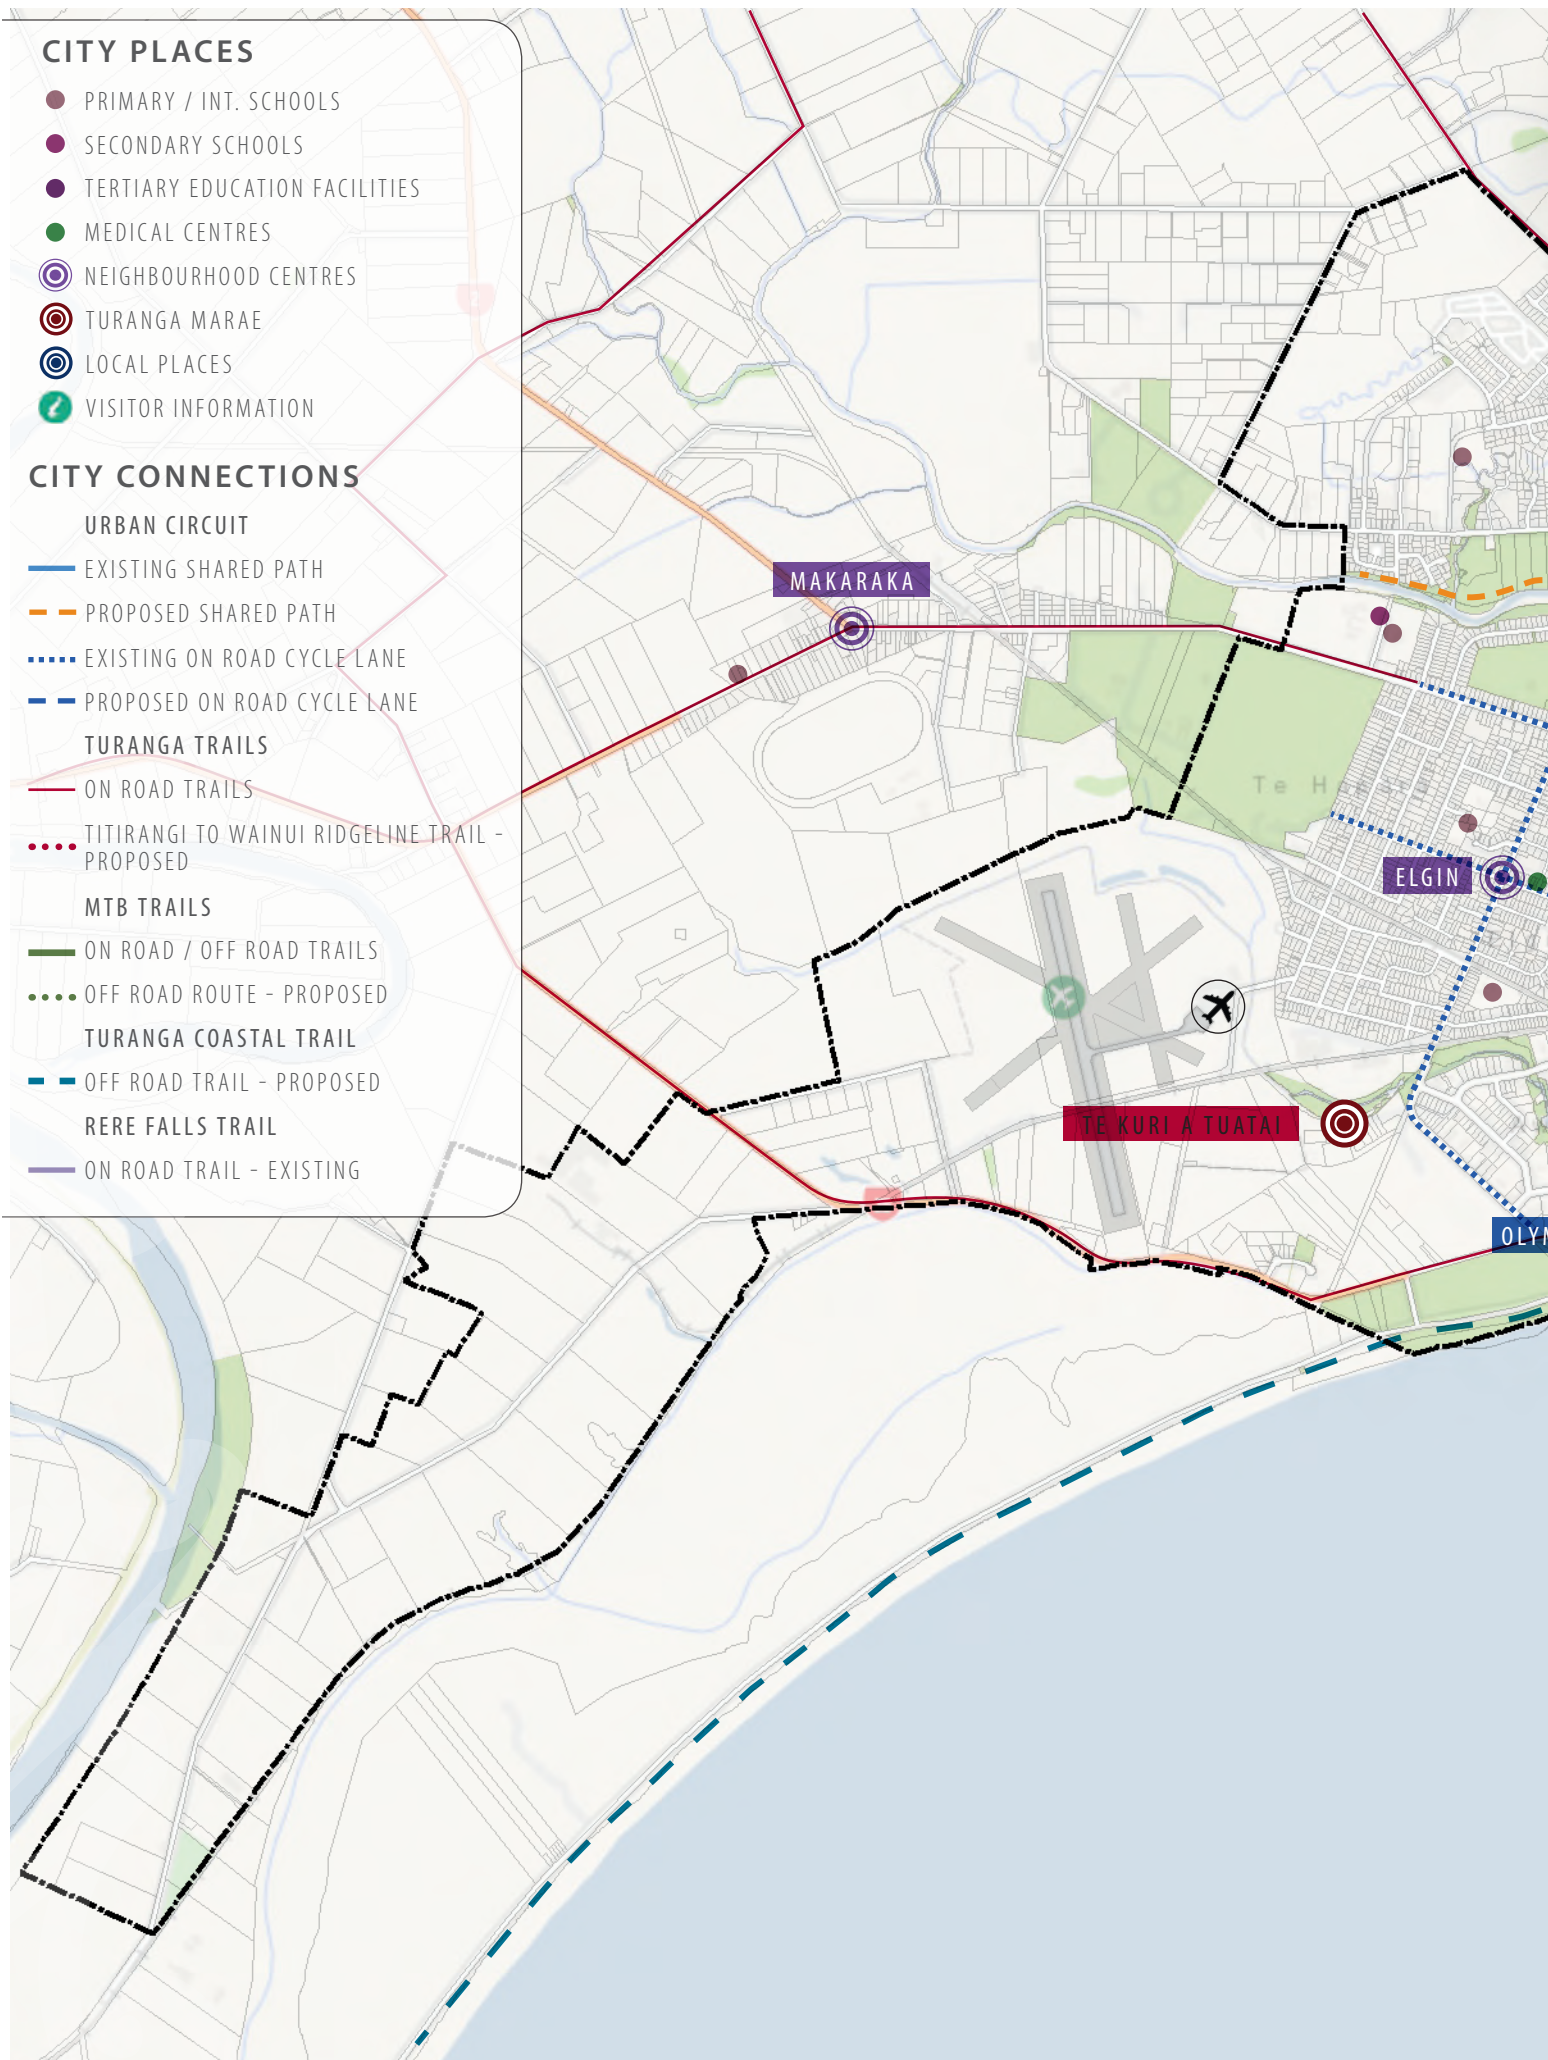 CITY PLACES
PRIMARY / INT. SCHOOLS
SECONDARY SCHOOLS
TERTIARY EDUCATION FACILITIES
MEDICAL CENTRES
NEIGHBOURHOOD CENTRES
TURANGA MARAE
LOCAL PLACES
VISITOR INFORMATION
CITY CONNECTIONS
URBAN CIRCUIT
EXISTING SHARED PATH
PROPOSED SHARED PATH
EXISTING ON ROAD CYCLE LANE
PROPOSED ON ROAD CYCLE LANE
TURANGA TRAILS
ON ROAD TRAILS
TITIRANGI TO WAINUI RIDGELINE TRAIL -
PROPOSED
MTB TRAILS
ON ROAD / OFF ROAD TRAILS
OFF ROAD ROUTE - PROPOSED
TURANGA COASTAL TRAIL
OFF ROAD TRAIL - PROPOSED
RERE FALLS TRAIL
ON ROAD TRAIL - EXISTING
MAKARAKA
Te
ELGIN
TE KURI A TUATAI
OLYM